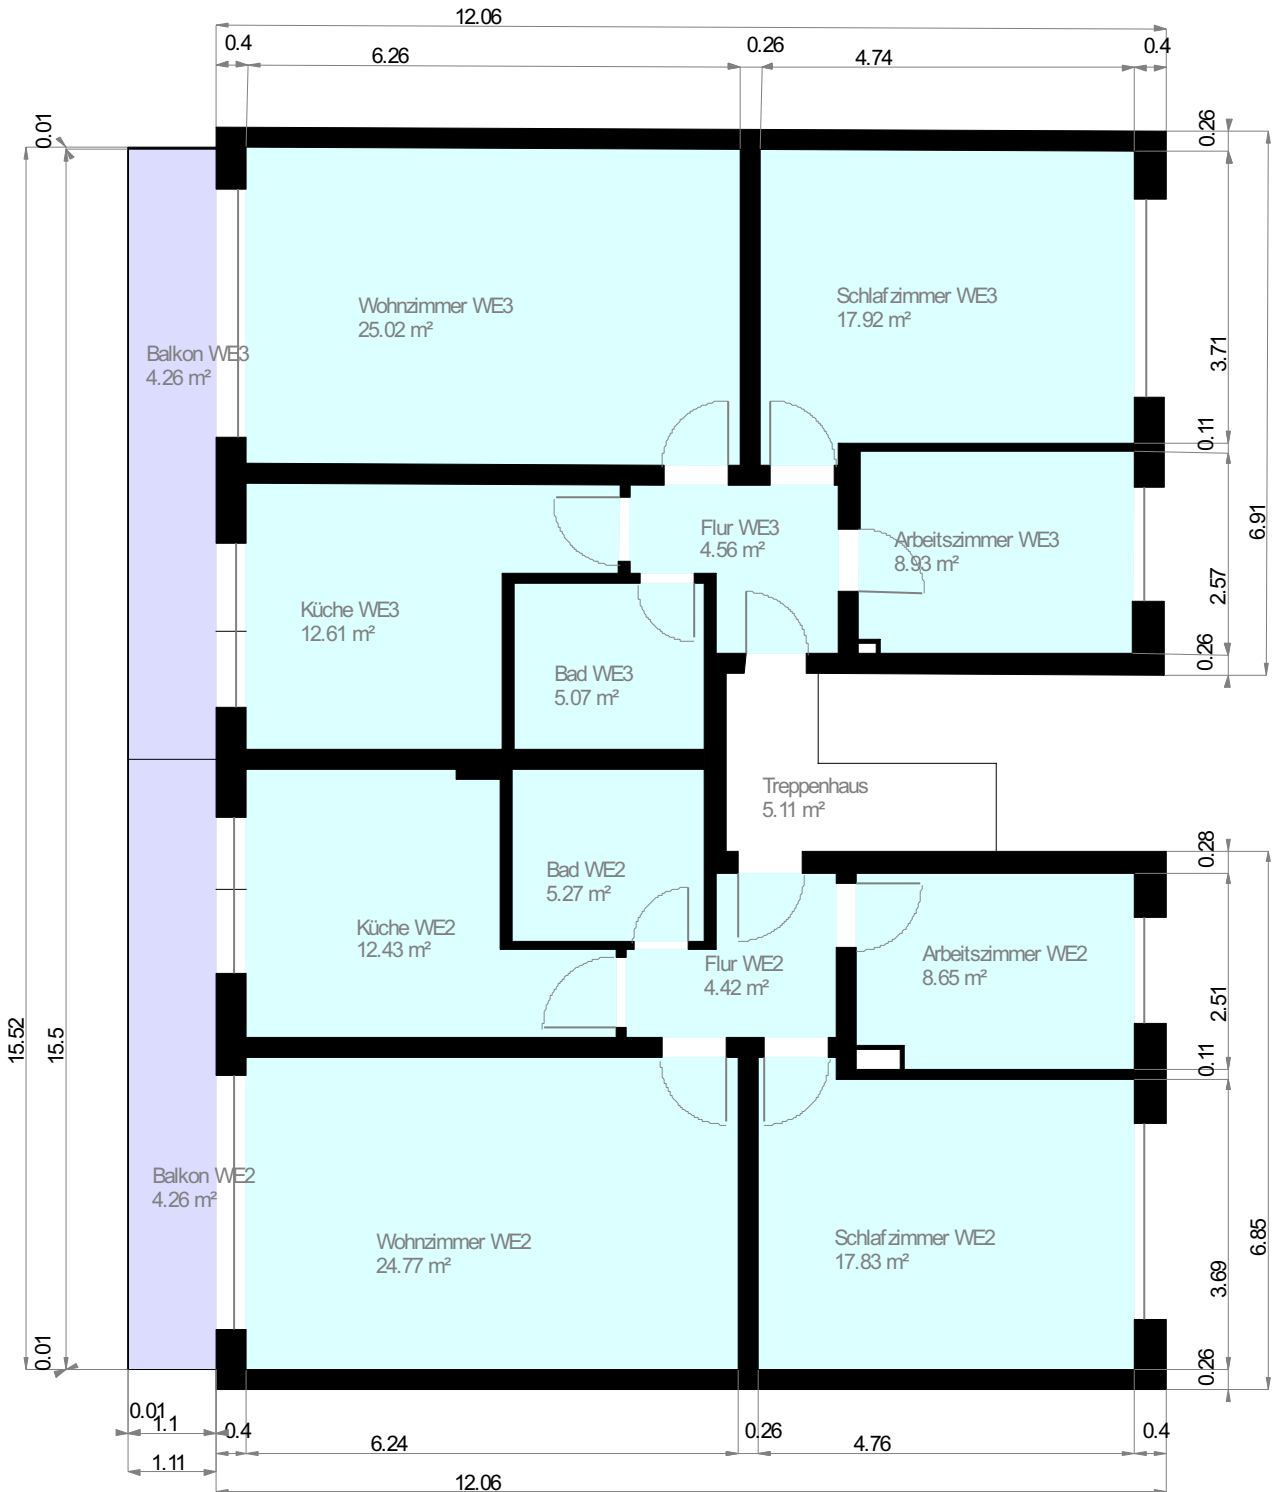 12.06
0.4
6.26
0.26
4.74
0.4
0.01
0.26
Wohnzimmer WE3
25.02 m²
Schlafzimmer WE3
17.92 m²
3.71
Balkon WE3
4.26 m²
0.11
Flur WE3
4.56 m²
Arbeitszimmer WE3
8.93 m²
6.91
Küche WE3
12.61 m²
2.57
Bad WE3
5.07 m²
0.26
Treppenhaus
5.11 m²
0.28
Bad WE2
5.27 m²
Küche WE2
12.43 m²
Flur WE2
4.42 m²
Arbeitszimmer WE2
8.65 m²
2.51
15.52
15.5
0.11
Balkon WE2
4.26 m²
Wohnzimmer WE2
24.77 m²
Schlafzimmer WE2
17.83 m²
6.85
3.69
0.01
0.26
0.01
1.1
0.4
6.24
0.26
4.76
0.4
1.11
12.06